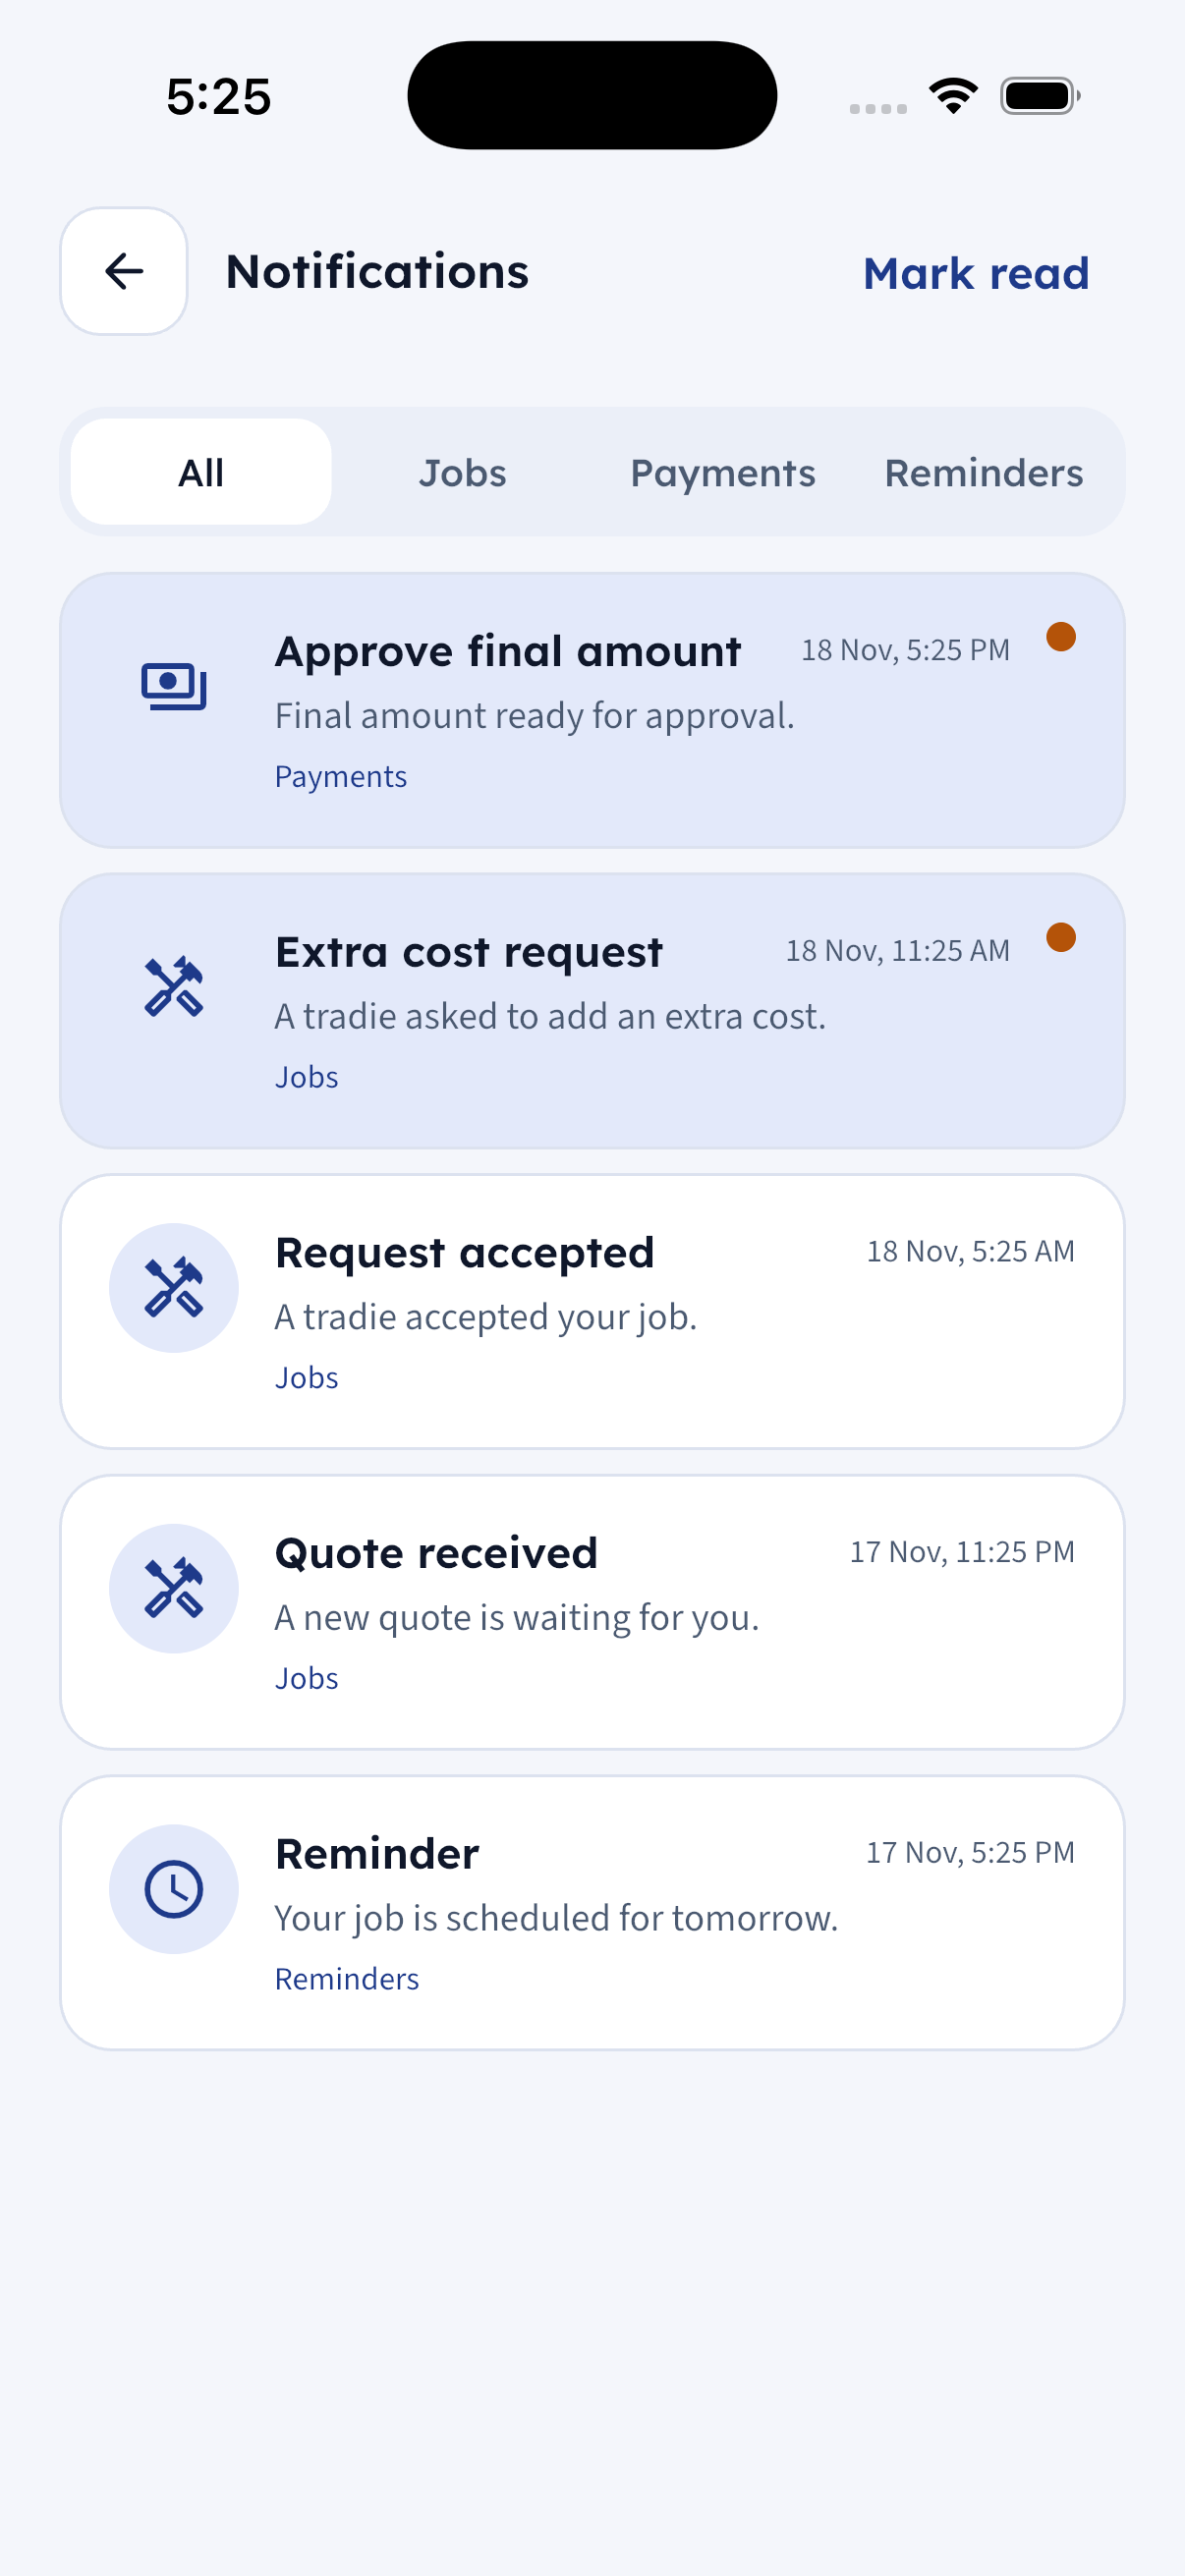 5:25
Notifications
Mark read
All
Jobs
Payments
Reminders
Approve final amount
18 Nov, 5:25 PM
Final amount ready for approval.
Payments
Extra cost request
18 Nov, 11:25 AM
A tradie asked to add an extra cost.
Jobs
Request accepted
18 Nov, 5:25 AM
A tradie accepted your job.
Jobs
Quote received
17 Nov, 11:25 PM
A new quote is waiting for you.
Jobs
Reminder
17 Nov, 5:25 PM
Your job is scheduled for tomorrow.
Reminders